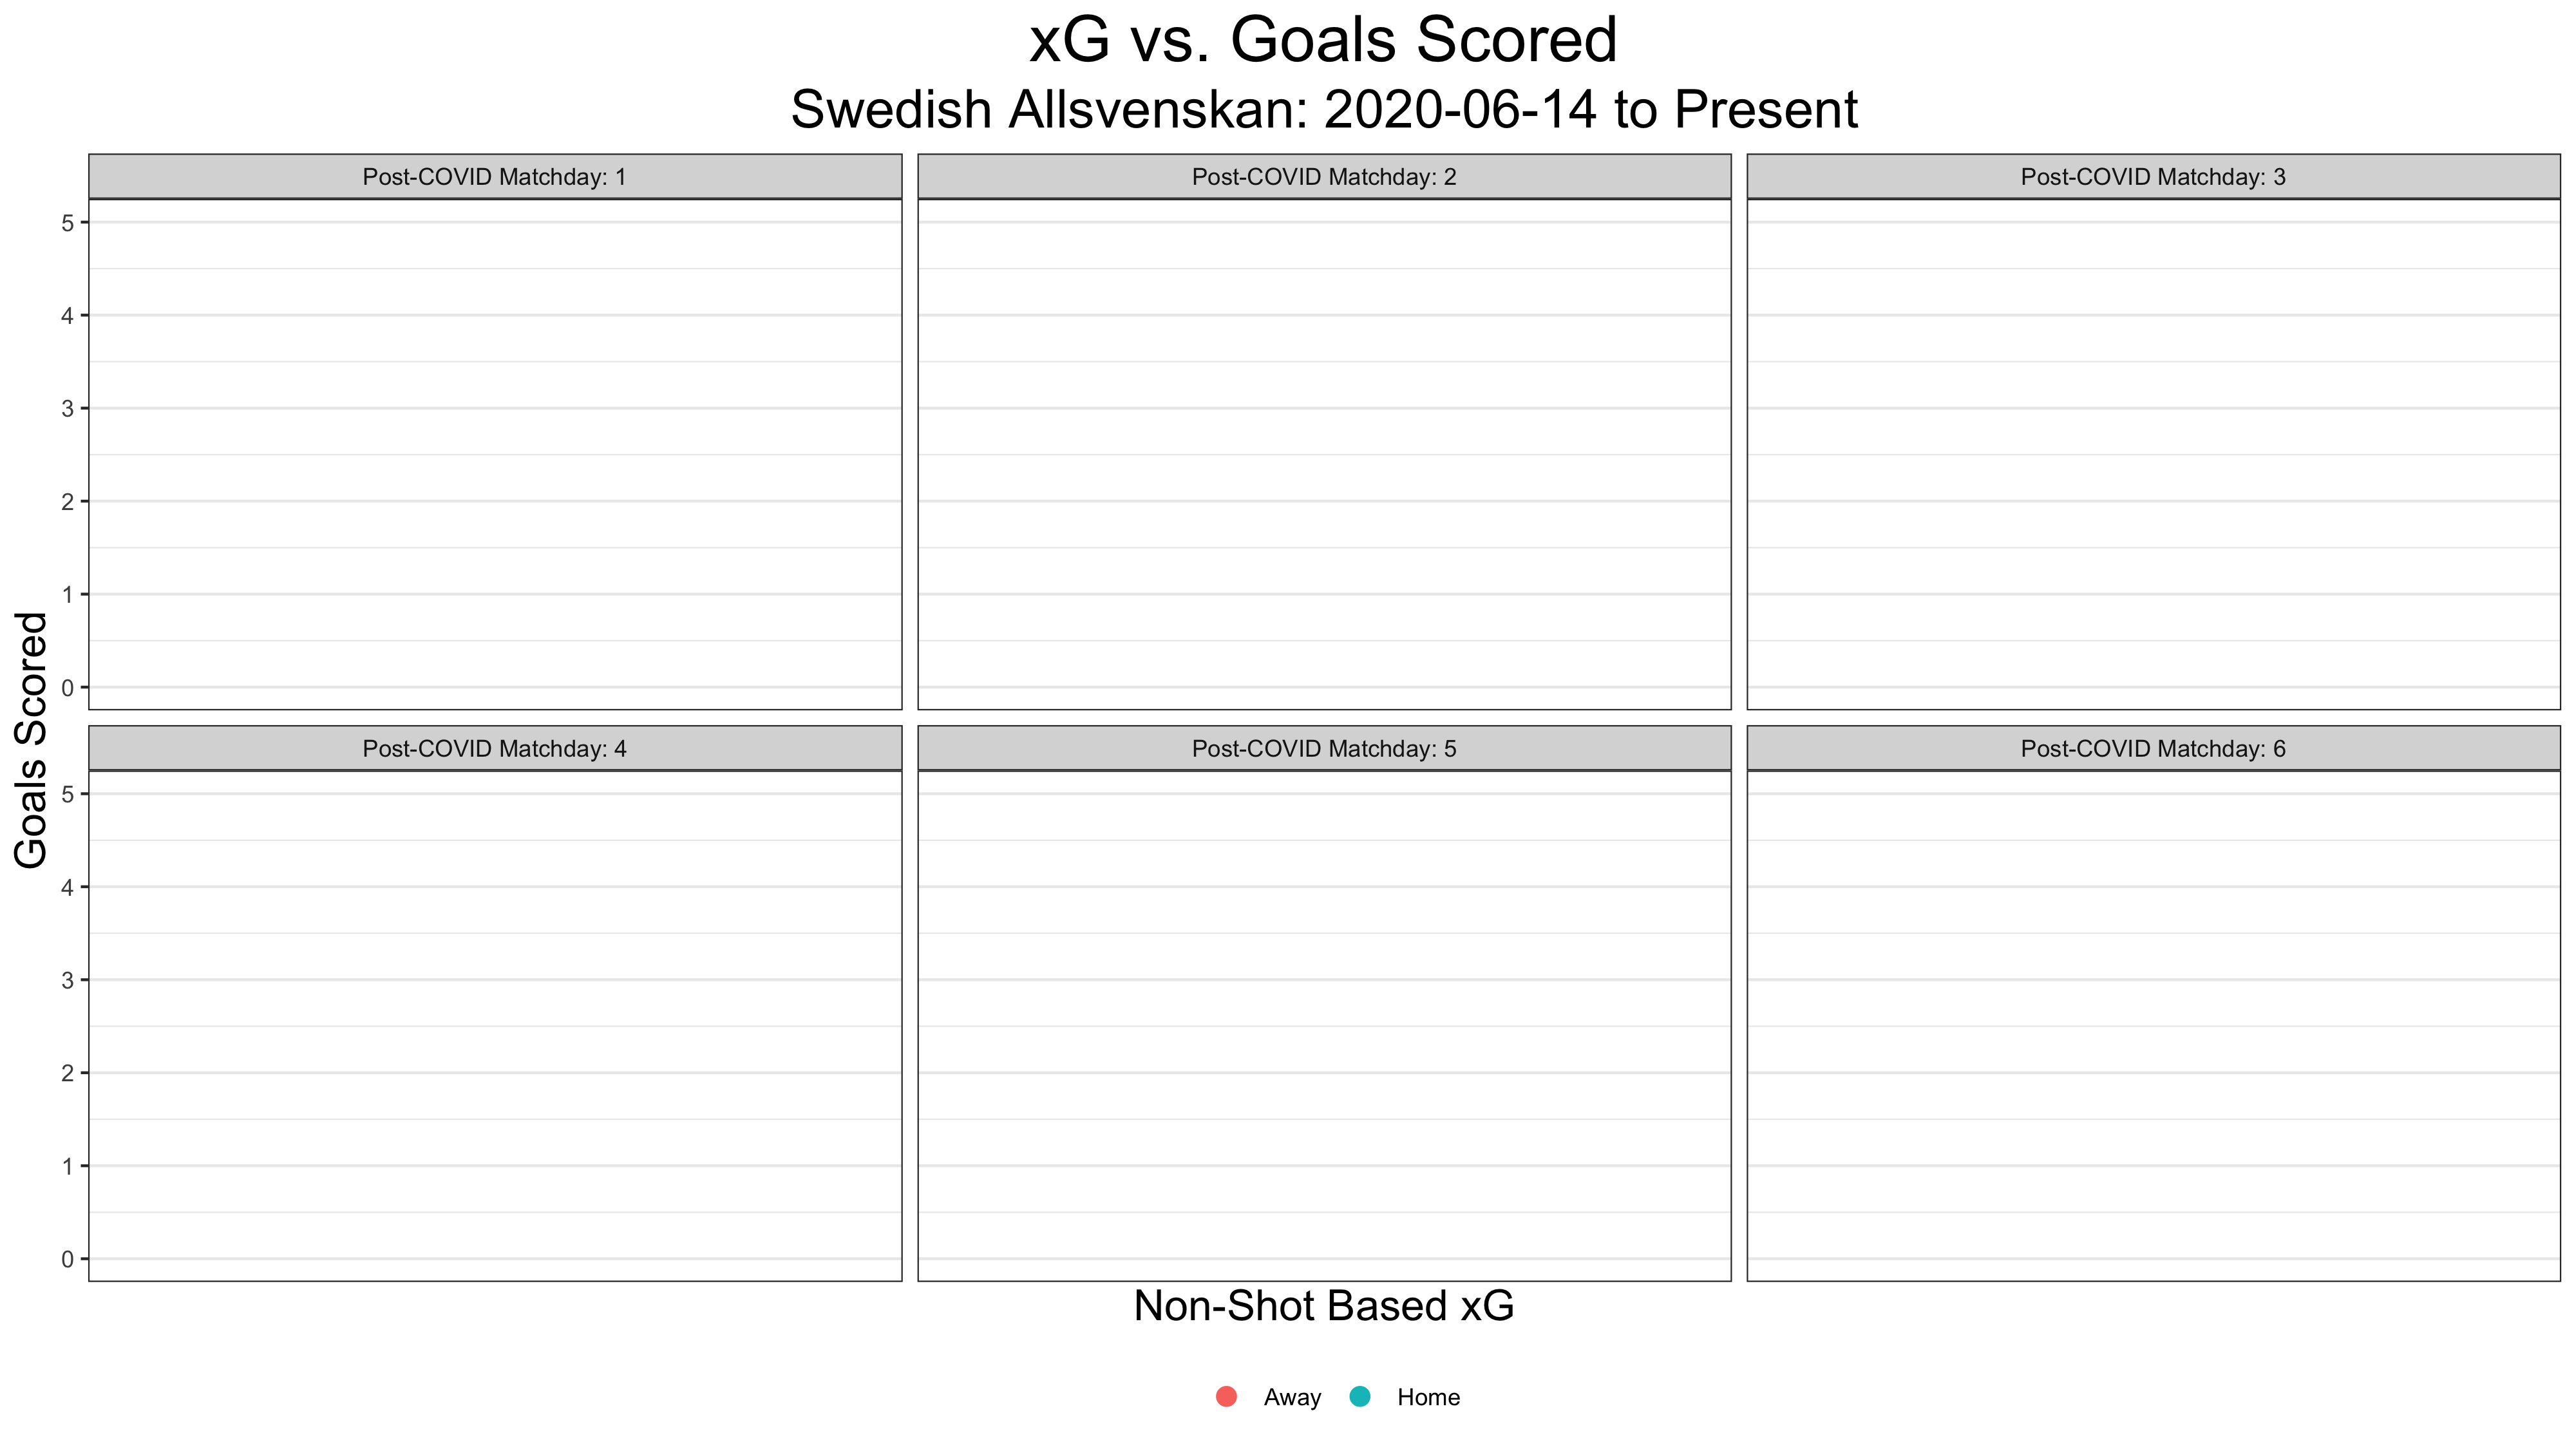 xG vs. Goals Scored
Swedish Allsvenskan: 2020-06-14 to Present
Post-COVID Matchday: 1
Post-COVID Matchday: 2
Post-COVID Matchday: 3
5
4
3
2
1
0
Goals Scored
Post-COVID Matchday: 4
Post-COVID Matchday: 5
Post-COVID Matchday: 6
5
4
3
2
1
0
Non-Shot Based xG
Away
Home